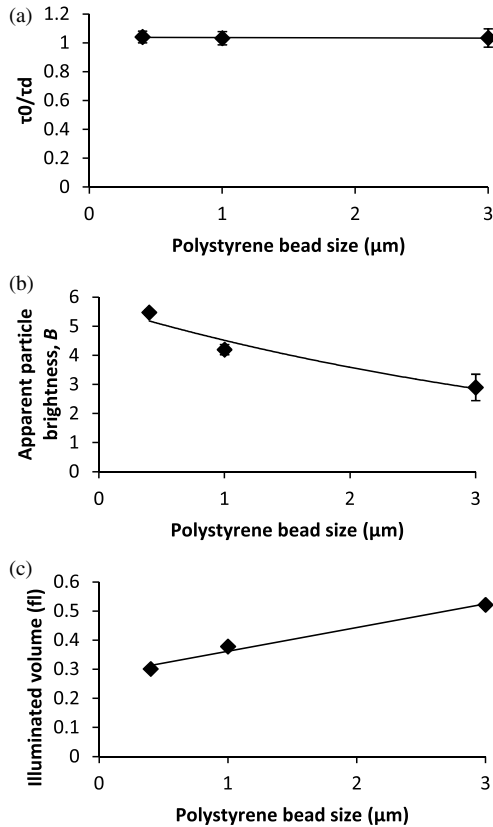 (a)
τ0/τd
1.2
1
0.8
0.6
0.4
0.2
0
0 1 2 3
Polystyrene bead size (μm)
(b)
Apparent particle
brightness, B
6
5
4
3
2
1
0
0 1 2 3
Polystyrene bead size (μm)
(c)
Illuminated volume (fl)
0.6
0.5
0.4
0.3
0.2
0.1
0
0 1 2 3
Polystyrene bead size (μm)